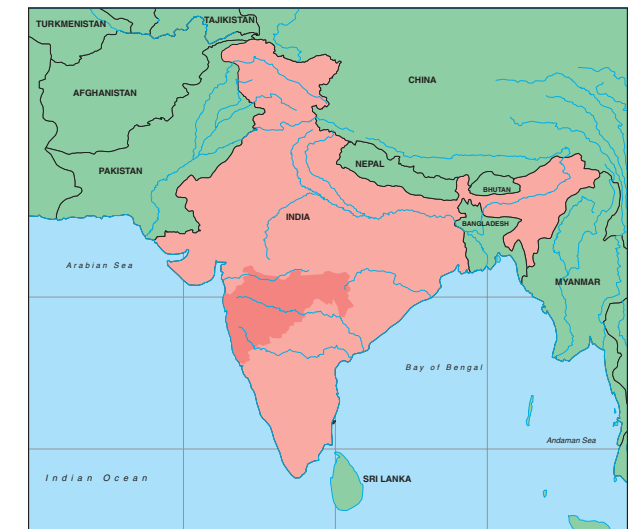 TURKMENISTAN
TAJIKISTAN
CHINA
AFGHANISTAN
PAKISTAN
NEPAL
BHUTAN
INDIA
BANGLADESH
Arabian Sea
MYANMAR
Bay of Bengal
Andaman Sea
Indian Ocean
SRI LANKA